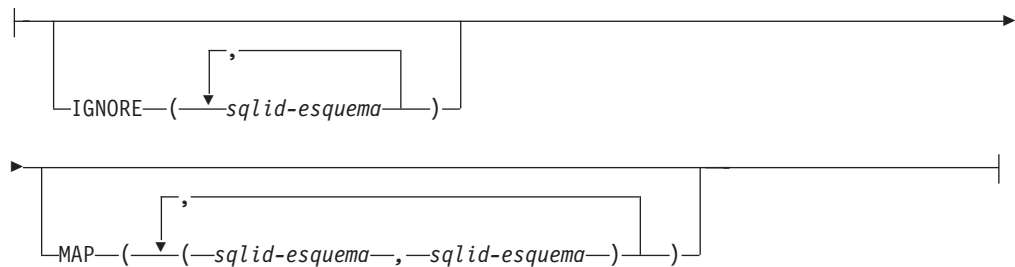 ,
IGNORE ( sqlid-esquema )
,
MAP ( ( sqlid-esquema , sqlid-esquema ) )